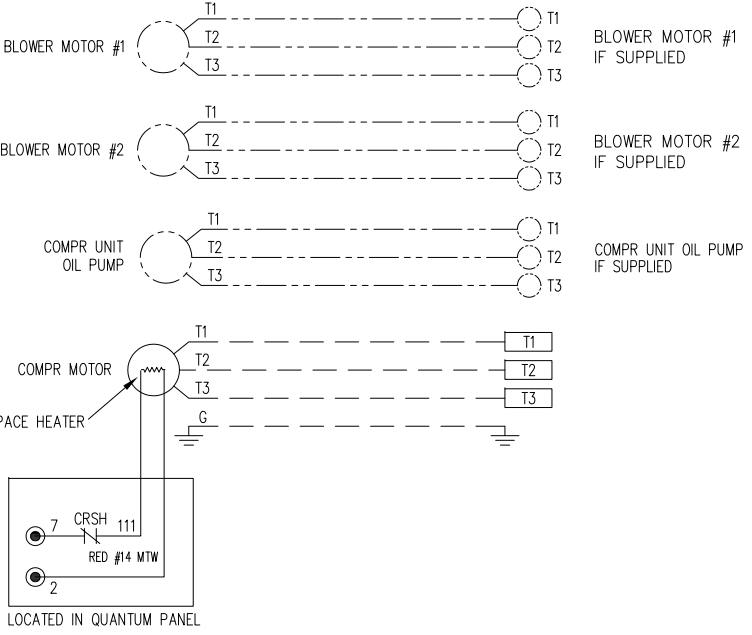 T1 T1
BLOWER MOTOR #1 T2 T2 BLOWER MOTOR #1
IF SUPPLIED
T3 T3
T1 T1
BLOWER MOTOR #2 T2 T2 BLOWER MOTOR #2
IF SUPPLIED
T3 T3
T1 T1
COMPR UNIT T2 T2 COMPR UNIT OIL PUMP
OIL PUMP IF SUPPLIED
T3 T3
T1 T1
COMPR MOTOR T2 T2
T3 T3
PACE HEATER G
7 CRSH 111
RED #14 MTW
2
LOCATED IN QUANTUM PANEL